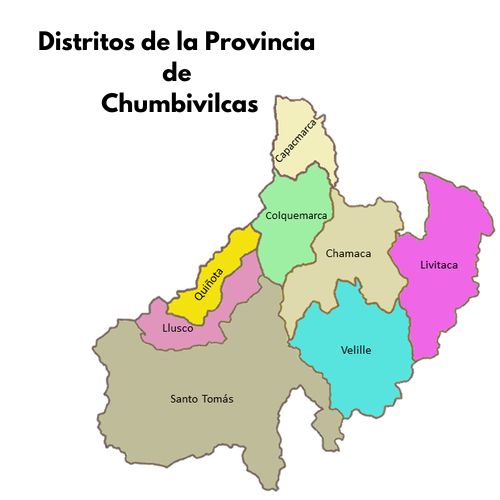 Distritos de la Provincia
de
Chumbivilcas
Capacmarca
Colquemarca
Chamaca
Livitaca
Quiñota
Llusco
Velille
Santo Tomás